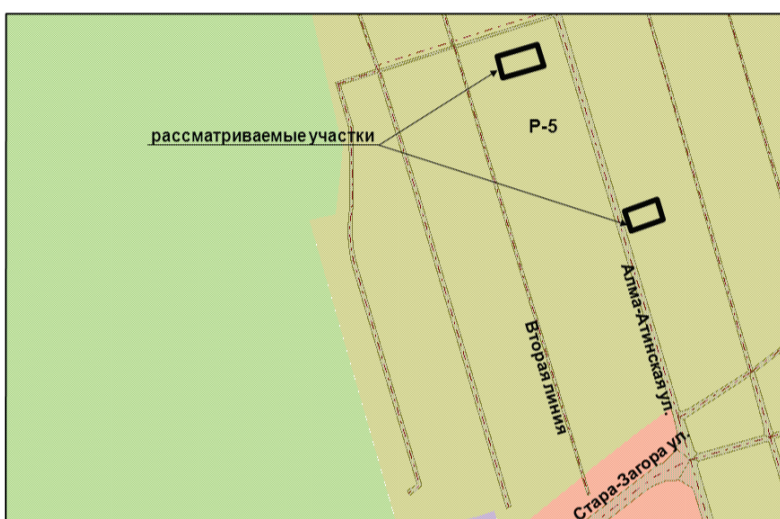 рассматриваемые участки
Р-5
Алма-Атинская ул.
Вторая линия
Стара-Загора ул.